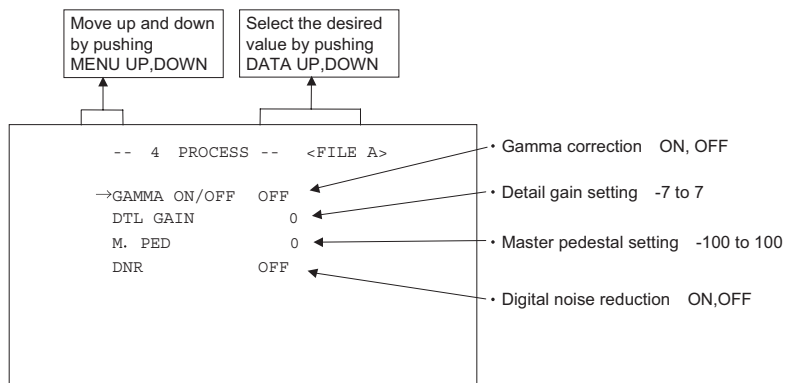 Move up and down
by pushing
MENU UP,DOWN
Select the desired
value by pushing
DATA UP,DOWN
-- 4 PROCESS -- <FILE A>
→GAMMA ON/OFF OFF
DTL GAIN 0
M. PED 0
DNR OFF
・Gamma correction ON, OFF
・Detail gain setting -7 to 7
・Master pedestal setting -100 to 100
・Digital noise reduction ON,OFF